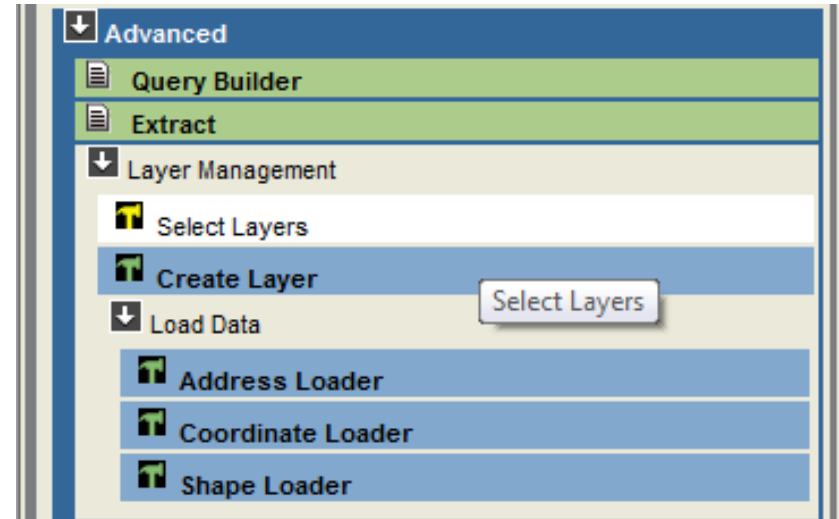 Advanced
Query Builder
Extract
Layer Management
Select Layers
Create Layer
Select Layers
Load Data
Address Loader
Coordinate Loader
Shape Loader